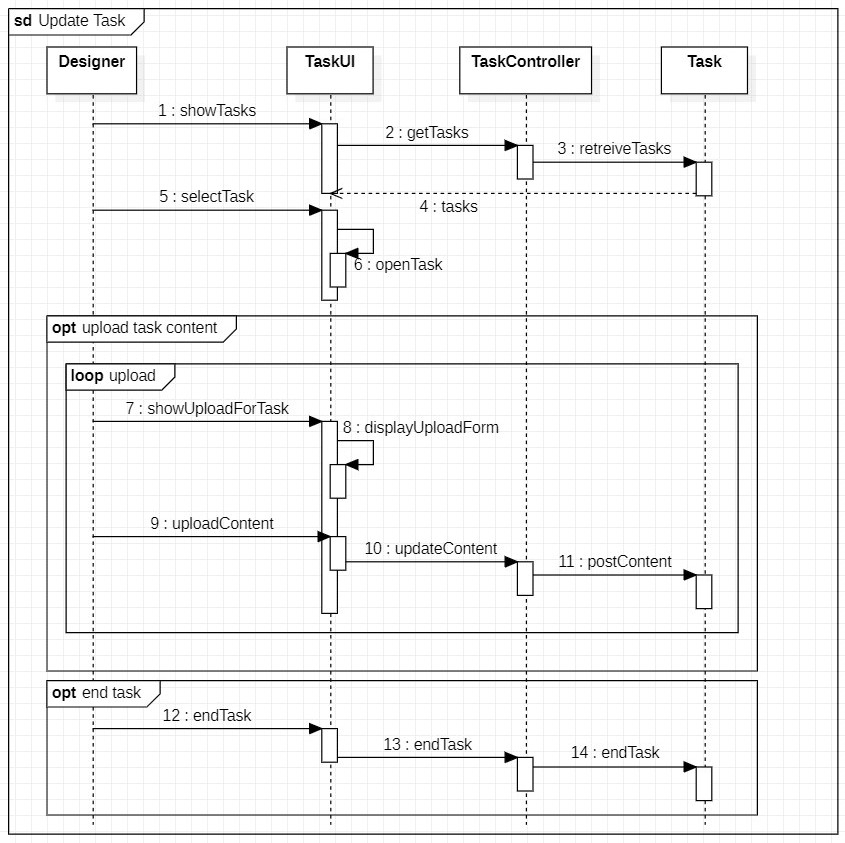 sd Update Task
Designer
TaskUI
TaskController
Task
1 : showTasks
2 : getTasks
3 : retreiveTasks
4 : tasks
5 : selectTask
6 : openTask
opt upload task content
loop upload
7 : showUploadForTask
8 : displayUploadForm
9 : uploadContent
10 : updateContent
11 : postContent
opt end task
12 : endTask
13 : endTask
14 : endTask